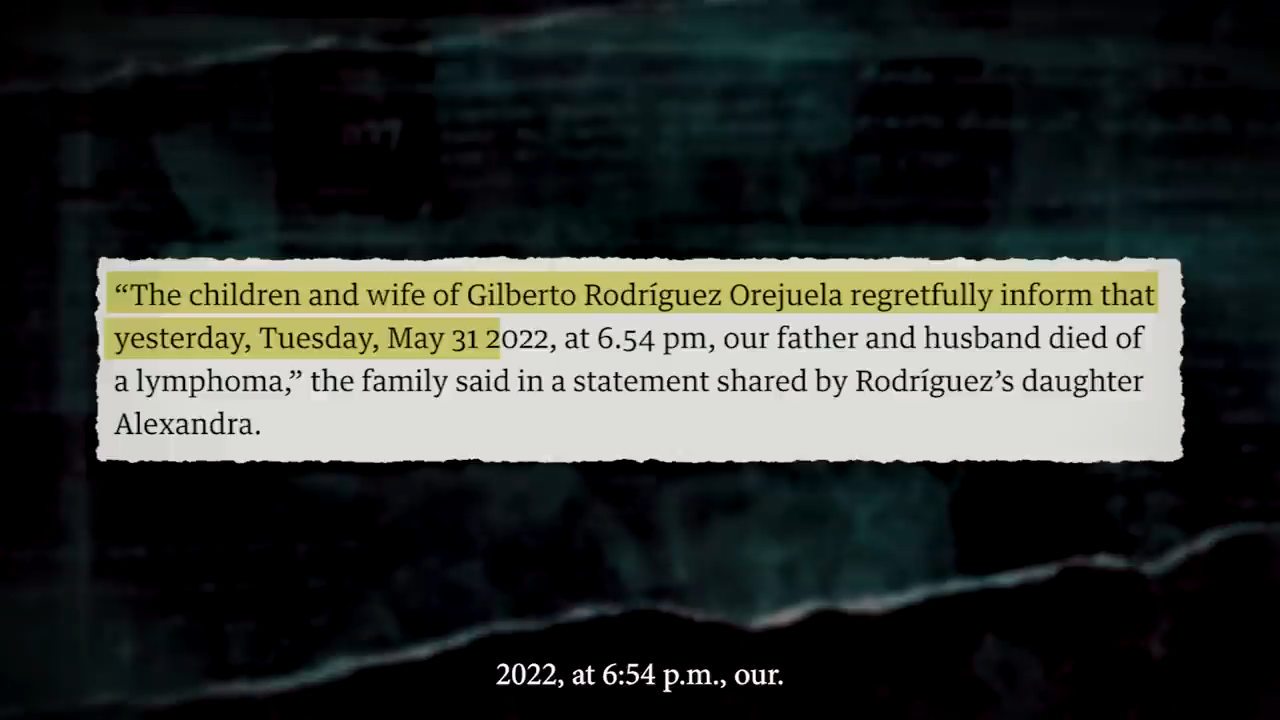 “The children and wife of Gilberto Rodríguez Orejuela regretfully inform that
yesterday, Tuesday, May 31 2022, at 6.54 pm, our father and husband died of
a lymphoma,” the family said in a statement shared by Rodríguez’s daughter
Alexandra.
2022, at 6:54 p.m., our.